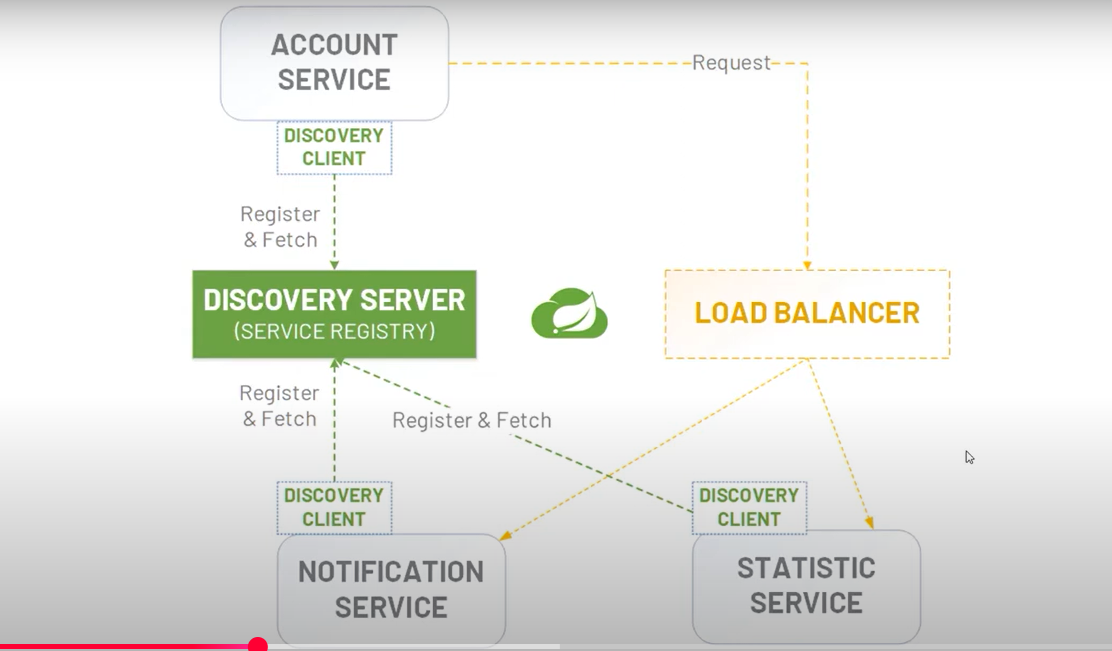 ACCOUNT
SERVICE
Request
DISCOVERY
CLIENT
Register
& Fetch
DISCOVERY SERVER
(SERVICE REGISTRY)
LOAD BALANCER
Register
& Fetch
Register & Fetch
DISCOVERY
CLIENT
DISCOVERY
CLIENT
NOTIFICATION
SERVICE
STATISTIC
SERVICE